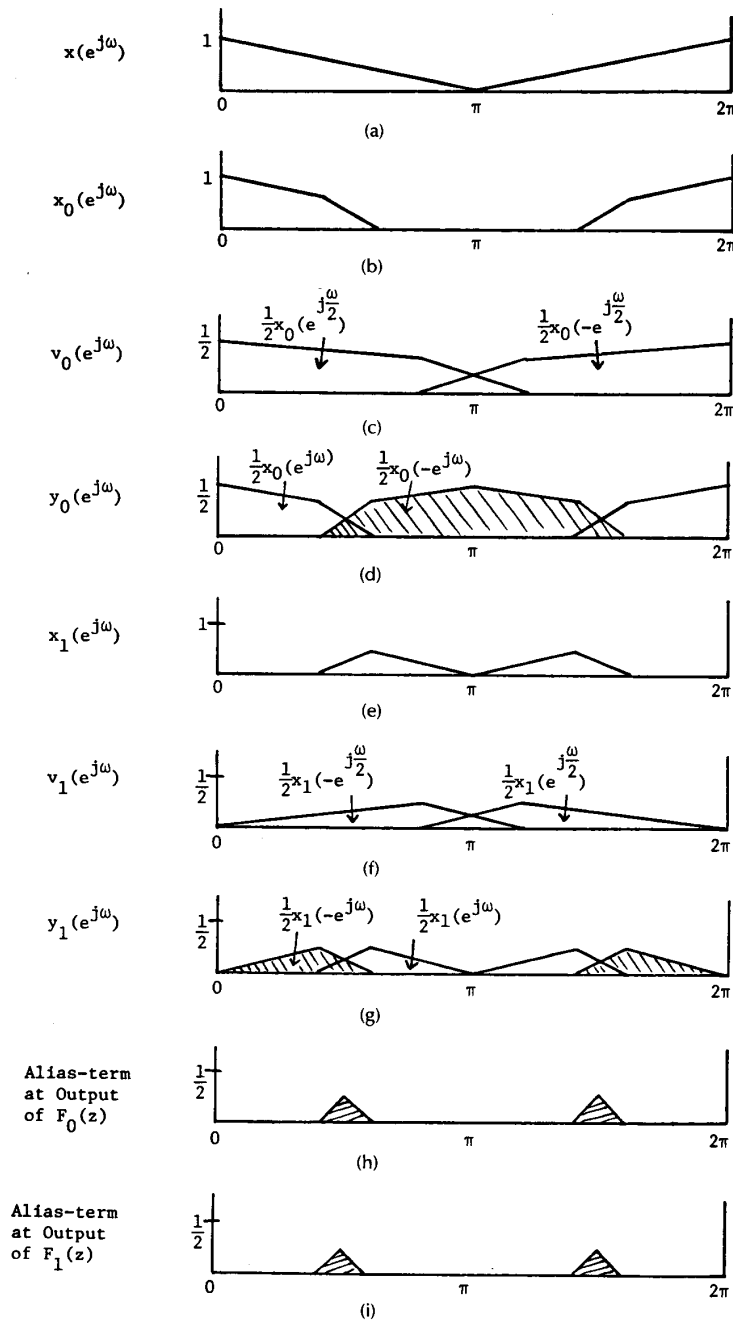 x(e^jω)
1
0
π
2π
(a)
x_0(e^jω)
1
0
π
2π
(b)
v_0(e^jω)
1/2
1/2 x_0(e^jω/2)
1/2 x_0(-e^jω/2)
0
π
2π
(c)
y_0(e^jω)
1/2
1/2 x_0(e^jω)
1/2 x_0(-e^jω)
0
π
2π
(d)
x_1(e^jω)
1
0
π
2π
(e)
v_1(e^jω)
1/2
1/2 x_1(-e^jω/2)
1/2 x_1(e^jω/2)
0
π
2π
(f)
y_1(e^jω)
1/2
1/2 x_1(-e^jω)
1/2 x_1(e^jω)
0
π
2π
(g)
Alias-term
at Output
of F_0(z)
1/2
0
π
2π
(h)
Alias-term
at Output
of F_1(z)
1/2
0
π
2π
(i)